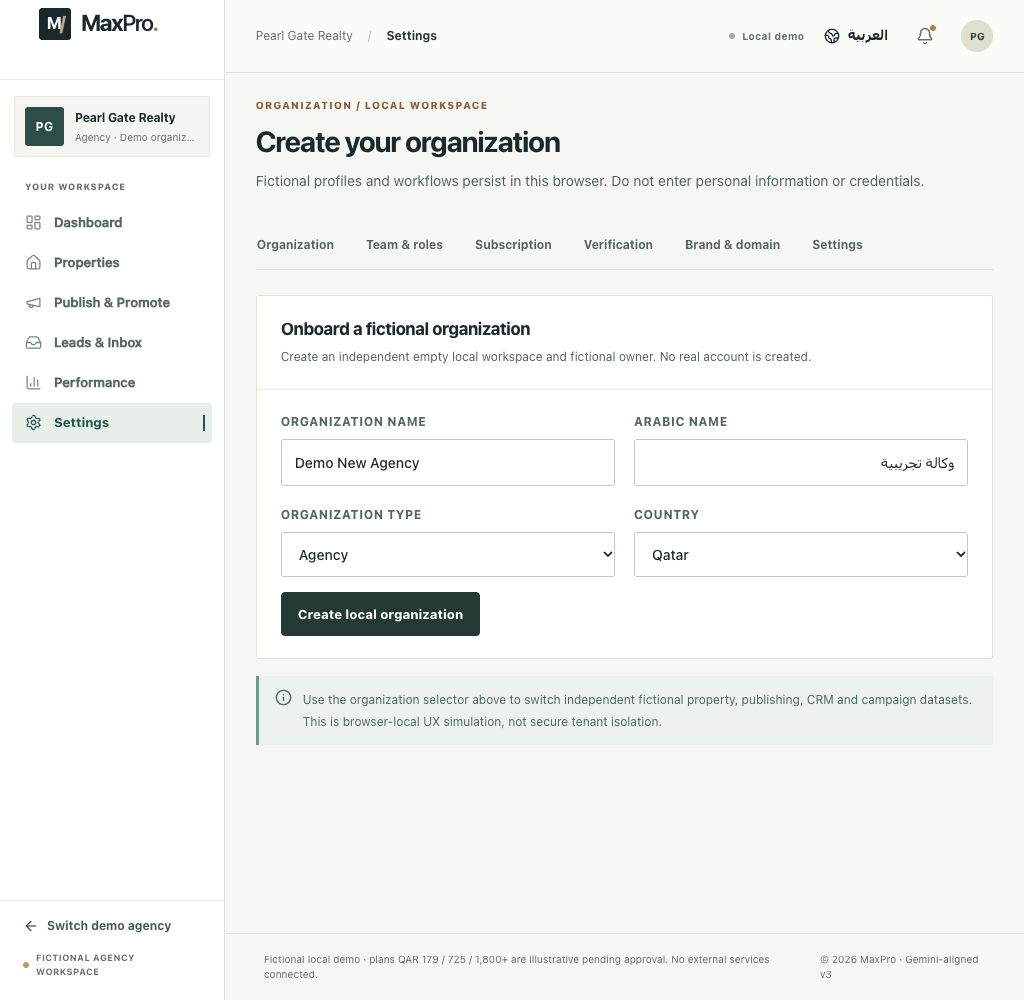 M/ MaxPro.
PG
Pearl Gate Realty
Agency · Demo organiz...
YOUR WORKSPACE
Dashboard
Properties
Publish & Promote
Leads & Inbox
Performance
Settings
Switch demo agency
FICTIONAL AGENCY
WORKSPACE
Pearl Gate Realty / Settings
Local demo
العربية
PG
ORGANIZATION / LOCAL WORKSPACE
Create your organization
Fictional profiles and workflows persist in this browser. Do not enter personal information or credentials.
Organization Team & roles Subscription Verification Brand & domain Settings
Onboard a fictional organization
Create an independent empty local workspace and fictional owner. No real account is created.
ORGANIZATION NAME
Demo New Agency
ARABIC NAME
وكالة تجريبية
ORGANIZATION TYPE
Agency
COUNTRY
Qatar
Create local organization
Use the organization selector above to switch independent fictional property, publishing, CRM and campaign datasets.
This is browser-local UX simulation, not secure tenant isolation.
Fictional local demo · plans QAR 179 / 725 / 1,800+ are illustrative pending approval. No external services
connected.
© 2026 MaxPro · Gemini-aligned
v3